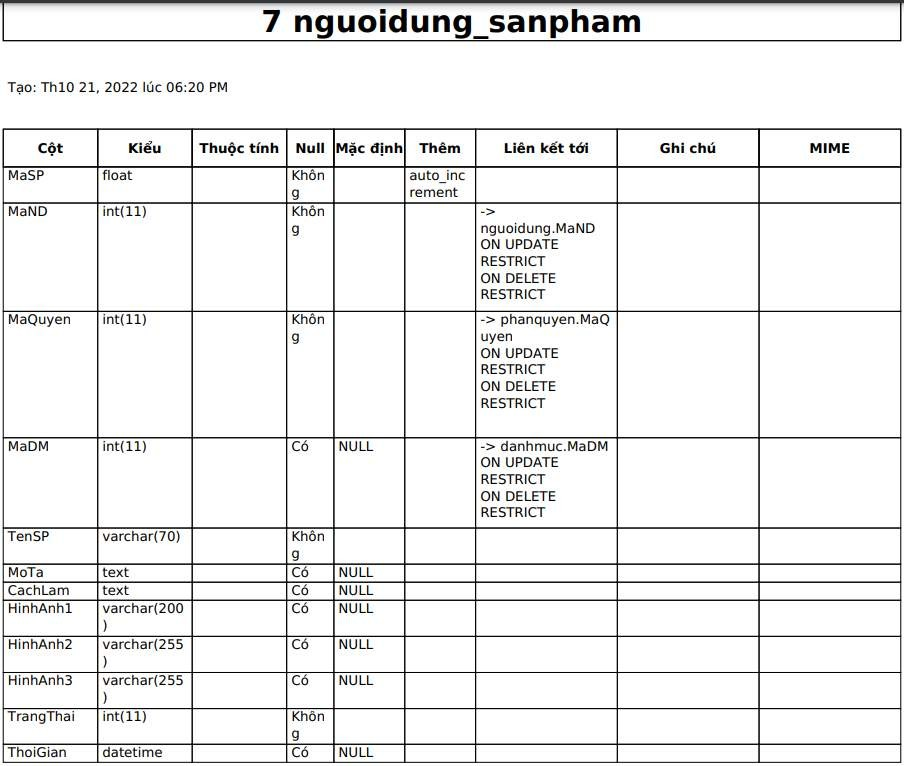 7 nguoidung_sanpham
Tạo: Th10 21, 2022 lúc 06:20 PM
Cột Kiểu Thuộc tính Null Mặc định Thêm Liên kết tới Ghi chú MIME
MaSP float Khôn auto_inc
g rement
MaND int(11) Khôn ->
g nguoidung.MaND
ON UPDATE
RESTRICT
ON DELETE
RESTRICT
MaQuyen int(11) Khôn -> phanquyen.MaQ
g uyen
ON UPDATE
RESTRICT
ON DELETE
RESTRICT
MaDM int(11) Có NULL -> danhmuc.MaDM
ON UPDATE
RESTRICT
ON DELETE
RESTRICT
TenSP varchar(70) Khôn
g
MoTa text Có NULL
CachLam text Có NULL
HinhAnh1 varchar(200 Có NULL
)
HinhAnh2 varchar(255 Có NULL
)
HinhAnh3 varchar(255 Có NULL
)
TrangThai int(11) Khôn
g
ThoiGian datetime Có NULL